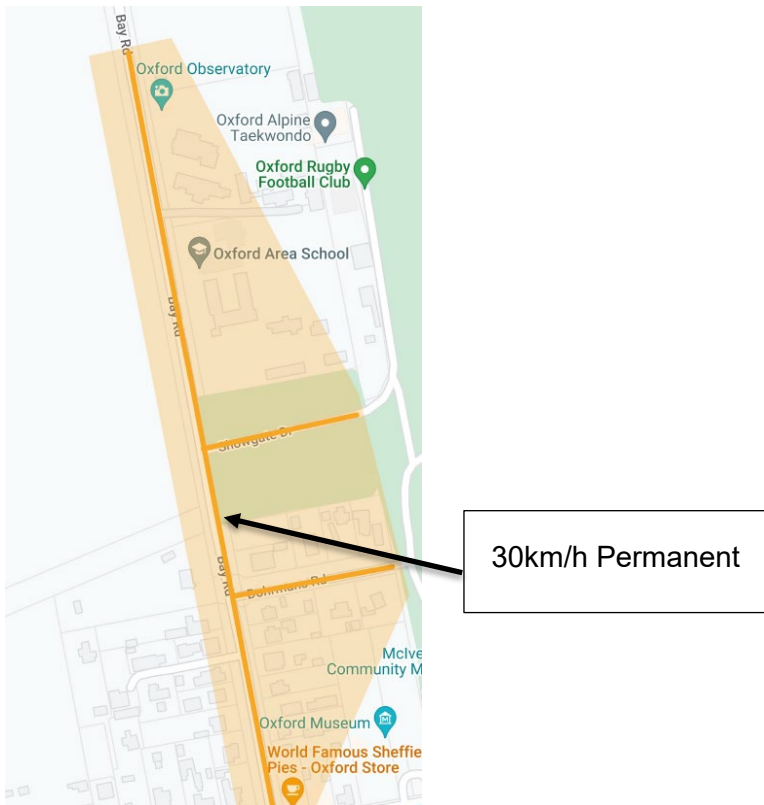 Bay Rd
Oxford Observatory
Oxford Alpine
Taekwondo
Oxford Rugby
Football Club
Oxford Area School
Bay Rd
Showgate Dr
30km/h Permanent
Bay Rd
Dohrmans Rd
McIve
Community M
Oxford Museum
World Famous Sheffie
Pies - Oxford Store